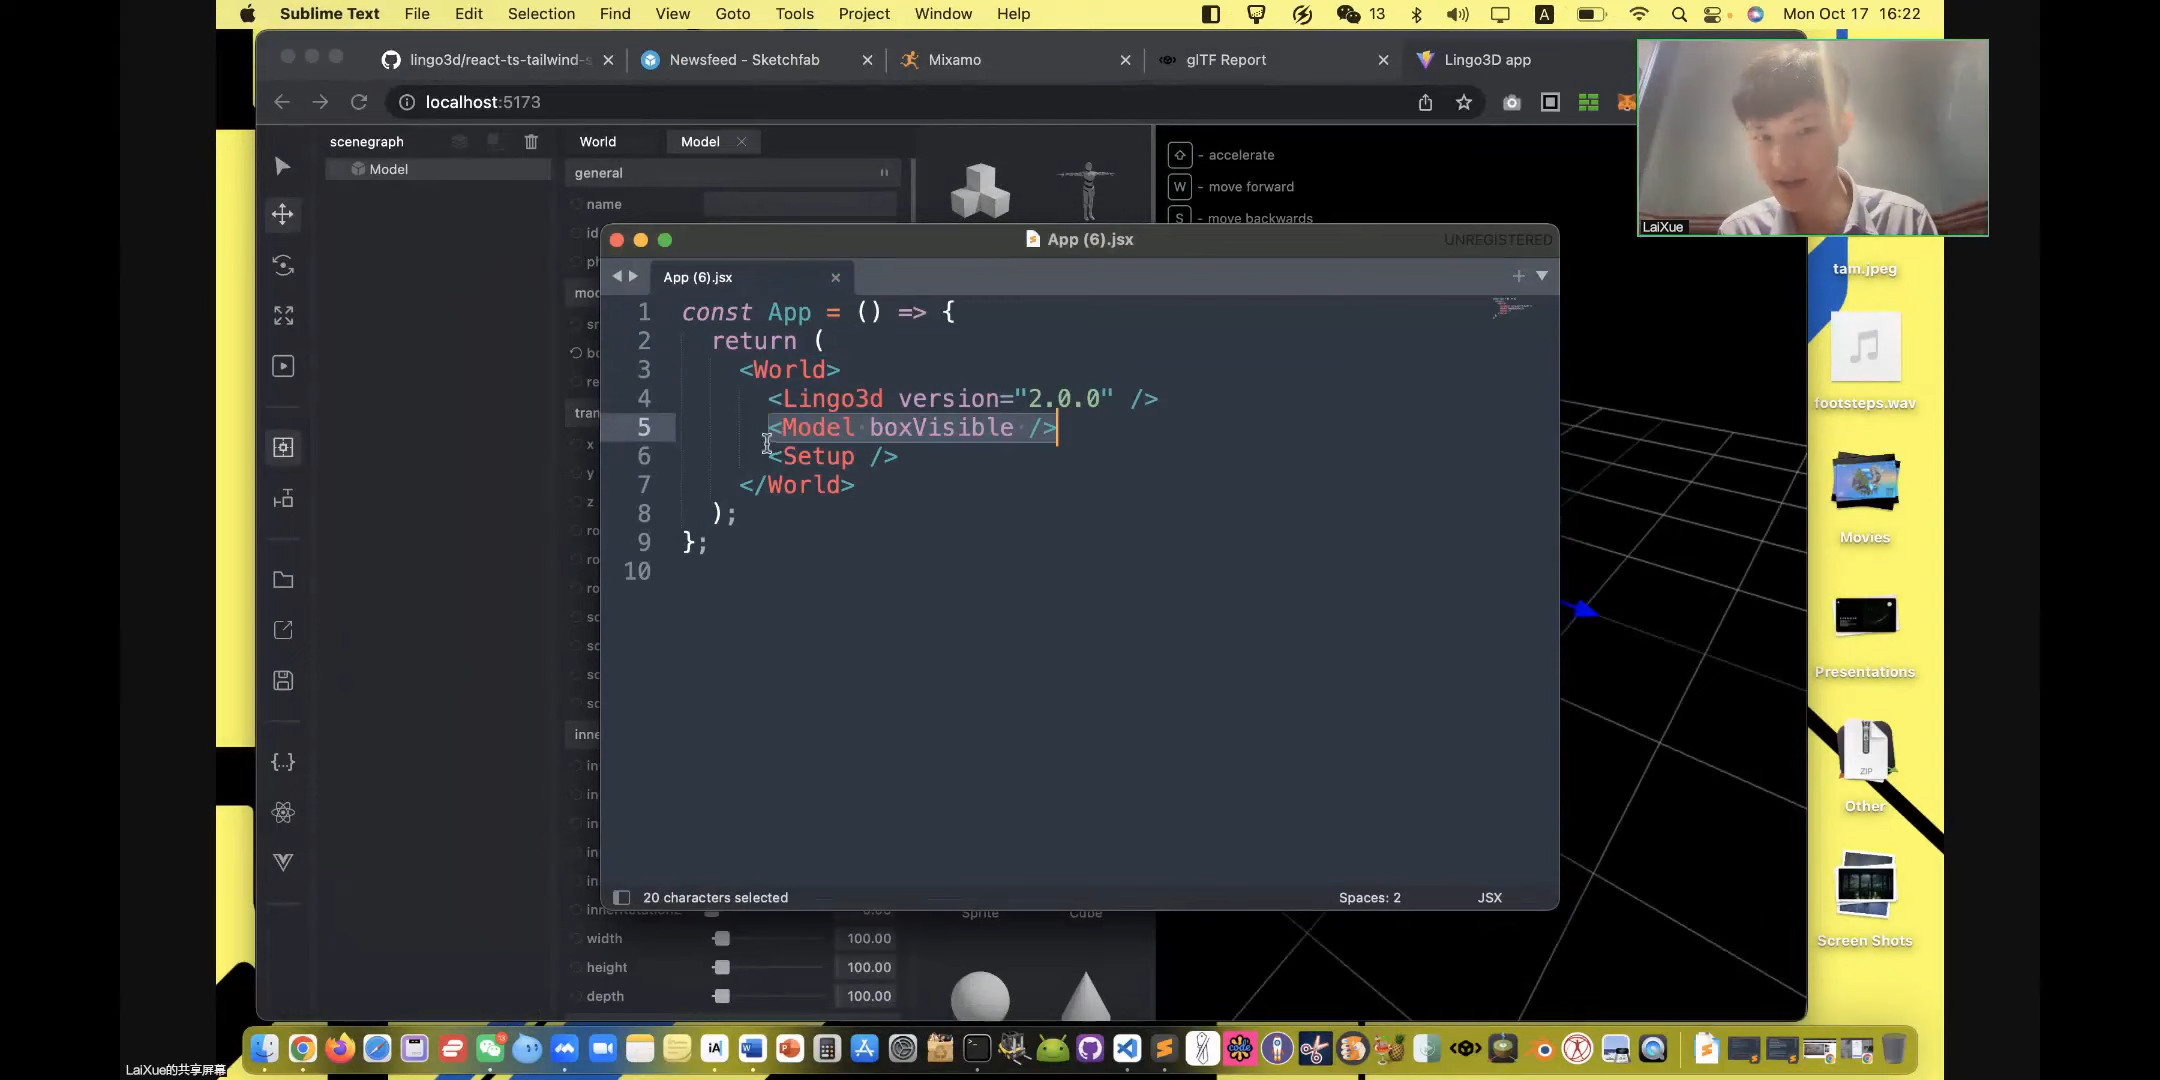 Sublime Text File Edit Selection Find View Goto Tools Project Window Help 13 A Mon Oct 17 16:22
lingo3d/react-ts-tailwind-s Newsfeed - Sketchfab Mixamo glTF Report Lingo3D app
localhost:5173
scenegraph World Model
Model
general
name
id
accelerate
W - move forward
S - move backwards
LaiXue
App (6).jsx UNREGISTERED
App (6).jsx
1 const App = () => {
2 return (
3 <World>
4 <Lingo3d version="2.0.0" />
5 <Model boxVisible />
6 <Setup />
7 </World>
8 );
9 };
10
x
y
z
20 characters selected Spaces: 2 JSX
Sprite Cube
width 100.00
height 100.00
depth 100.00
tam.jpeg
footsteps.wav
Movies
Presentations
ZIP
Other
Screen Shots
LaiXue的共享屏幕